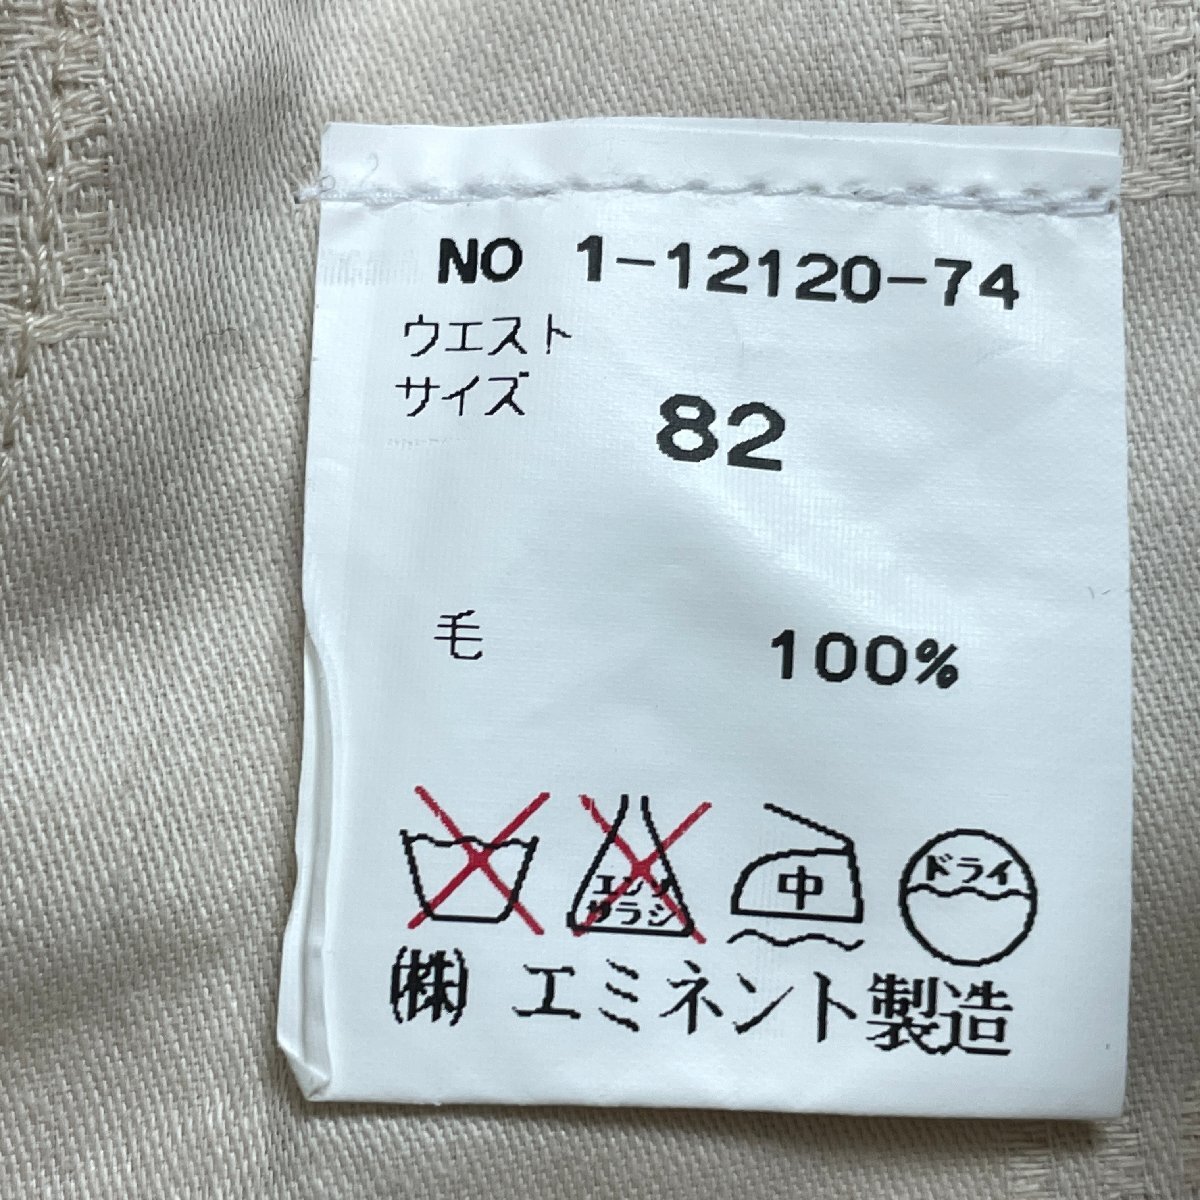 NO 1-12120-74
ウエスト
サイズ
82
毛 100%
エンソ
サラシ
中
ドライ
㈱ エミネント製造